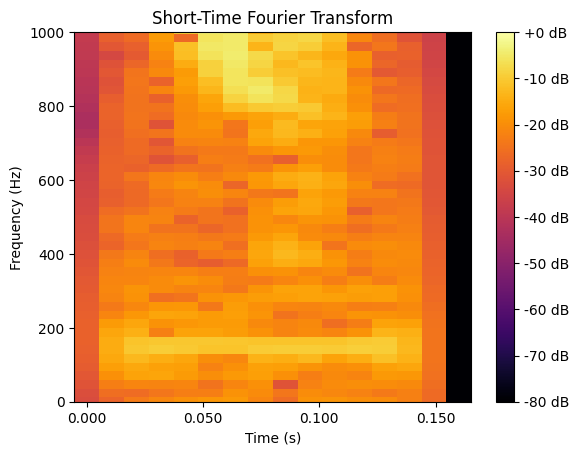 Short-Time Fourier Transform
1000
800
600
400
200
0
Frequency (Hz)
0.000
0.050
0.100
0.150
Time (s)
+0 dB
-10 dB
-20 dB
-30 dB
-40 dB
-50 dB
-60 dB
-70 dB
-80 dB